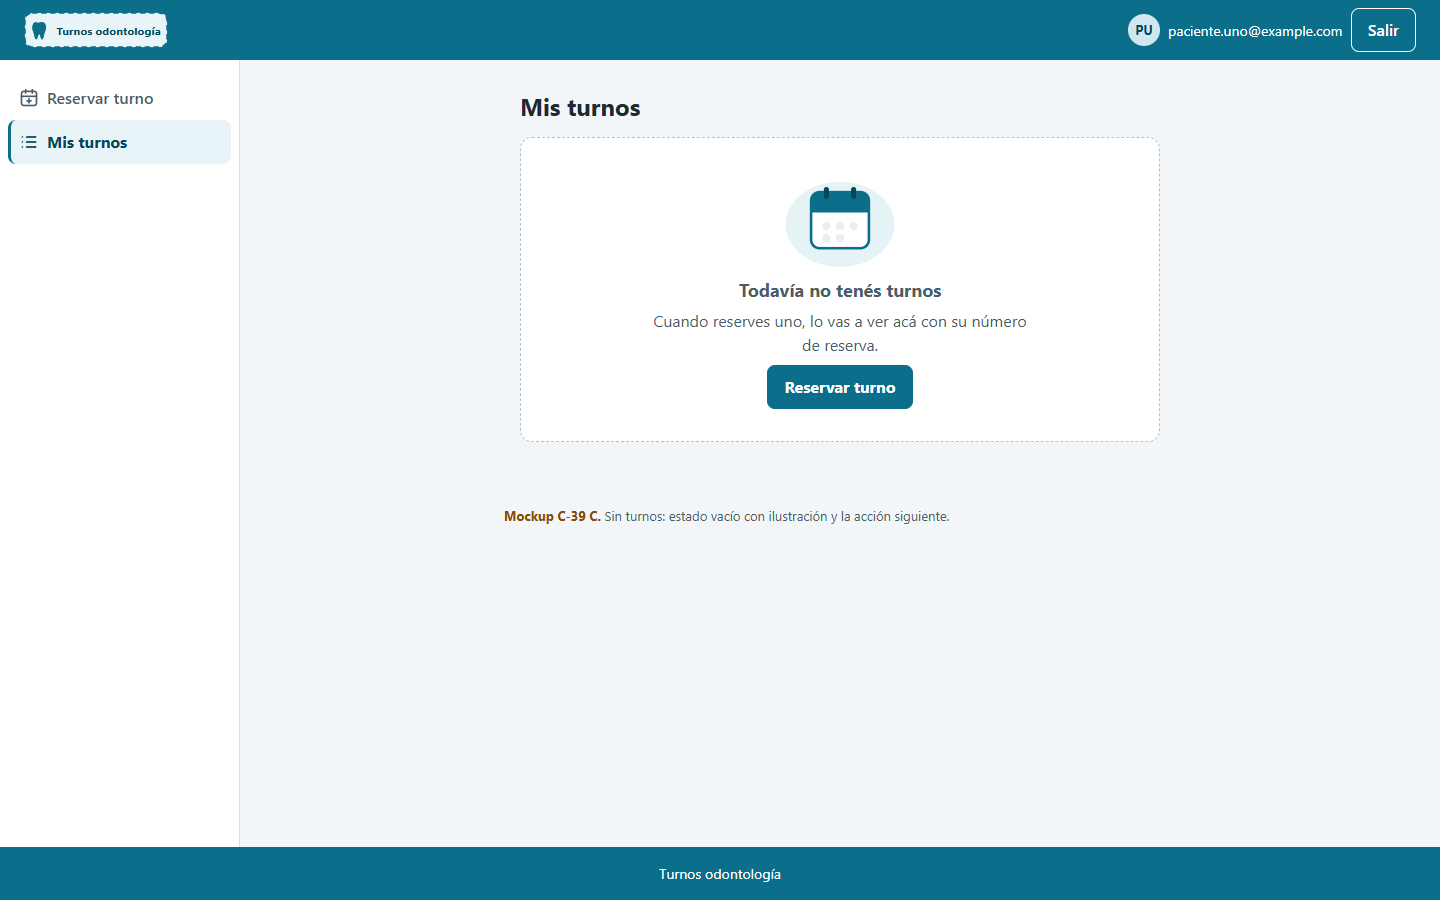 Turnos odontología
PU
paciente.uno@example.com
Salir
Reservar turno
Mis turnos
Mis turnos
Todavía no tenés turnos
Cuando reserves uno, lo vas a ver acá con su número
de reserva.
Reservar turno
Mockup C-39 C. Sin turnos: estado vacío con ilustración y la acción siguiente.
Turnos odontología